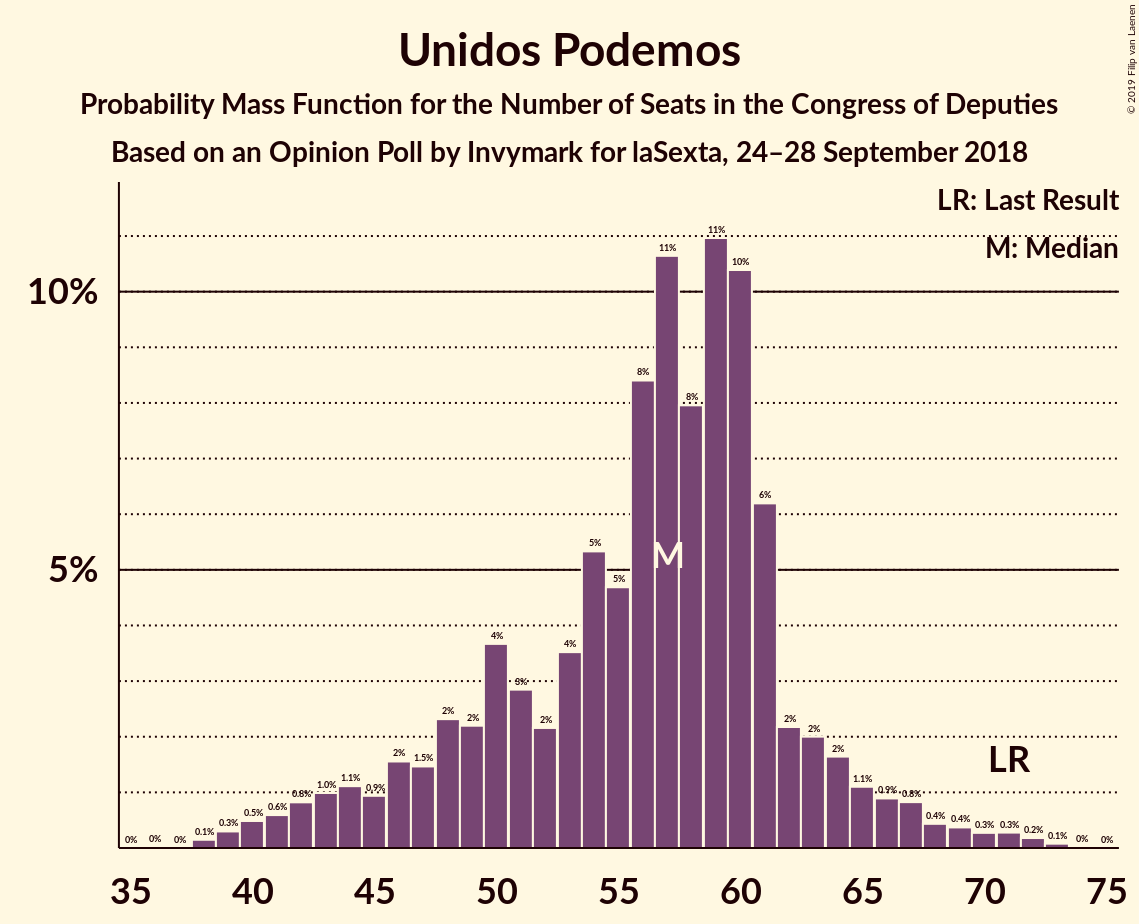 © 2019 Filip van Laenen
Unidos Podemos
Probability Mass Function for the Number of Seats in the Congress of Deputies
Based on an Opinion Poll by Invymark for laSexta, 24–28 September 2018
LR: Last Result
M: Median
10%
5%
0% 0% 0% 0.1% 0.3% 0.5% 0.6% 0.8% 1.0% 1.1% 0.9% 2% 1.5% 2% 2% 4% 3% 2% 4% 5% 5% 8% 11% 8% 11% 10% 6% 2% 2% 2% 1.1% 0.9% 0.8% 0.4% 0.4% 0.3% 0.3% 0.2% 0.1% 0% 0%
M
LR
35 40 45 50 55 60 65 70 75